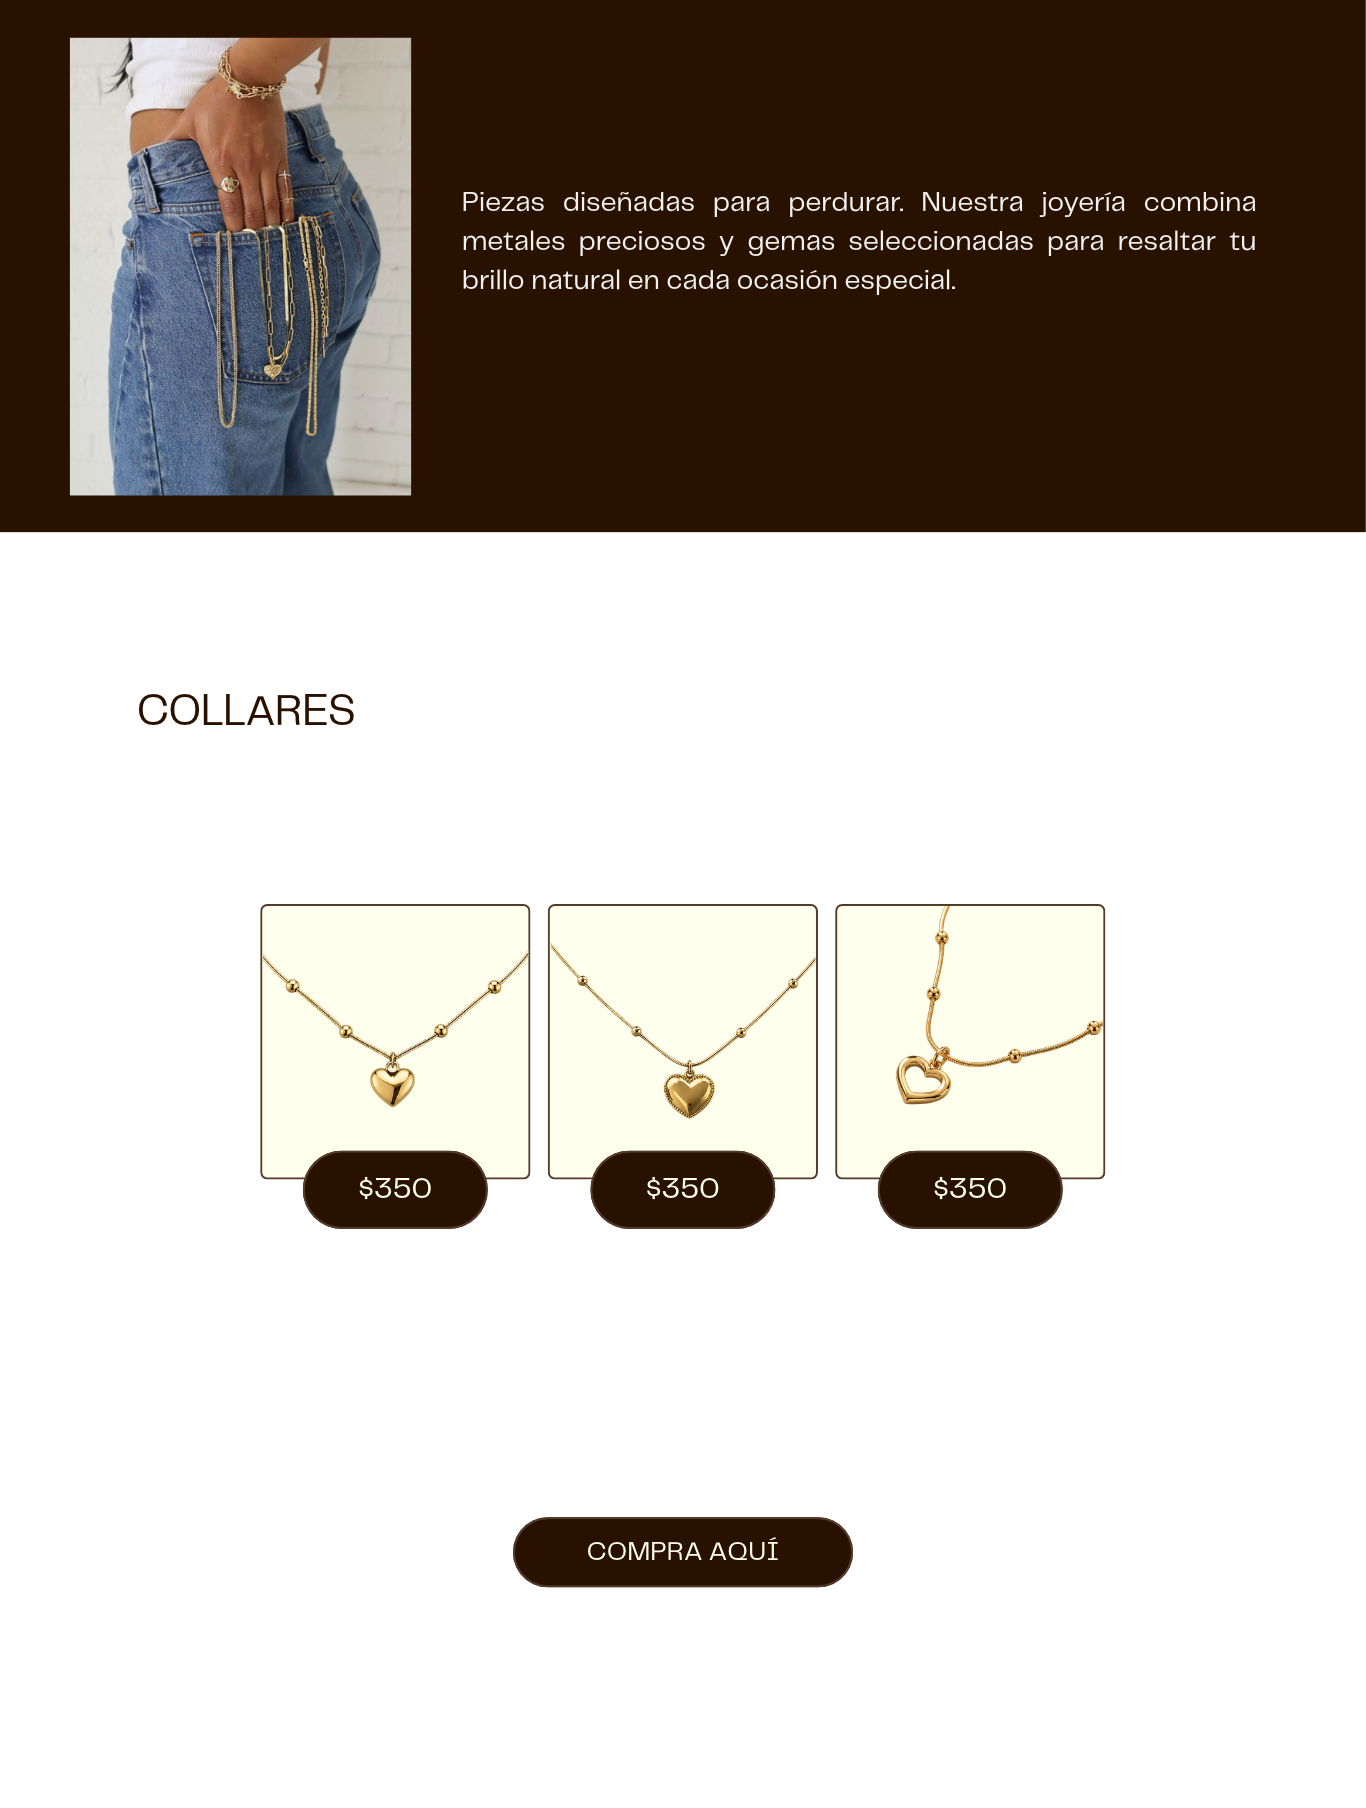 Piezas diseñadas para perdurar. Nuestra joyería combina
metales preciosos y gemas seleccionadas para resaltar tu
brillo natural en cada ocasión especial.
COLLARES
$350
$350
$350
COMPRA AQUÍ